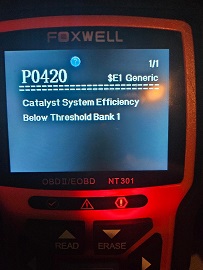 FOXWELL
P0420 ? 1/1
$E1 Generic
Catalyst System Efficiency
Below Threshold Bank 1
OBDII/EOBD NT301
READ ERASE